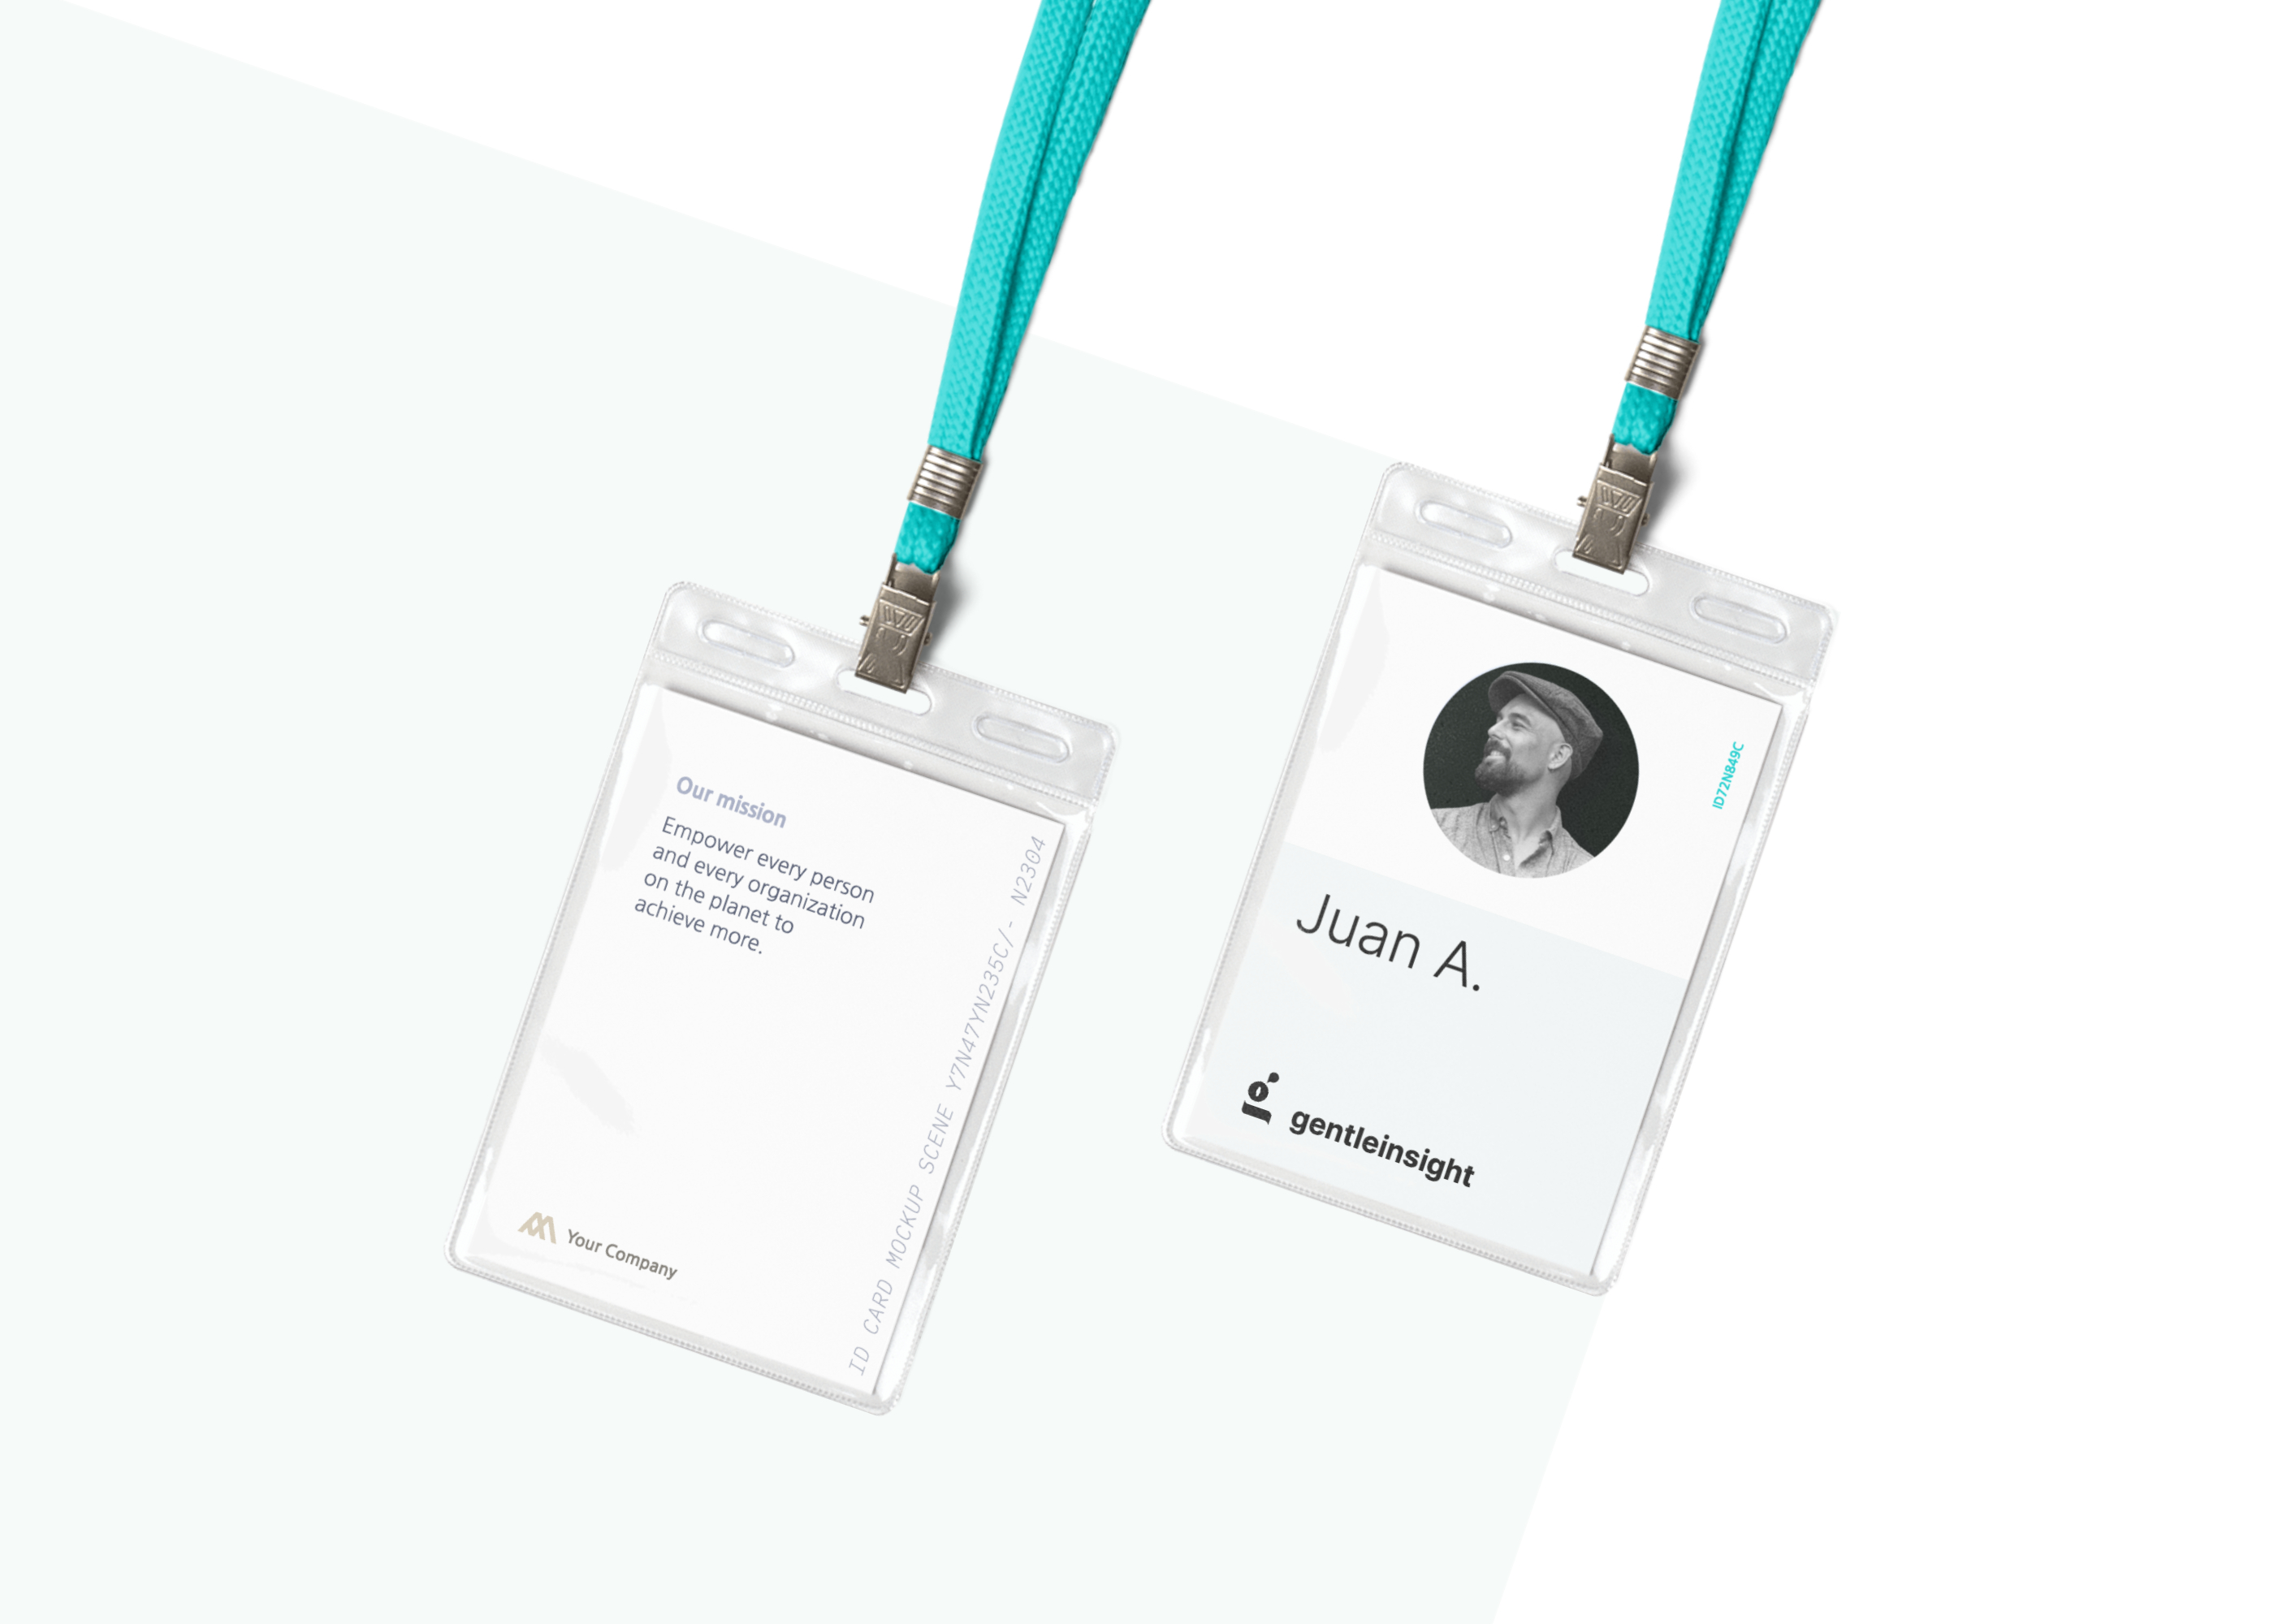 Our mission
Empower every person
and every organization
on the planet to
achieve more.
ID CARD MOCKUP SCENE Y7N47YN235C/- N2304
Your Company
ID72N849C
Juan A.
gentleinsight